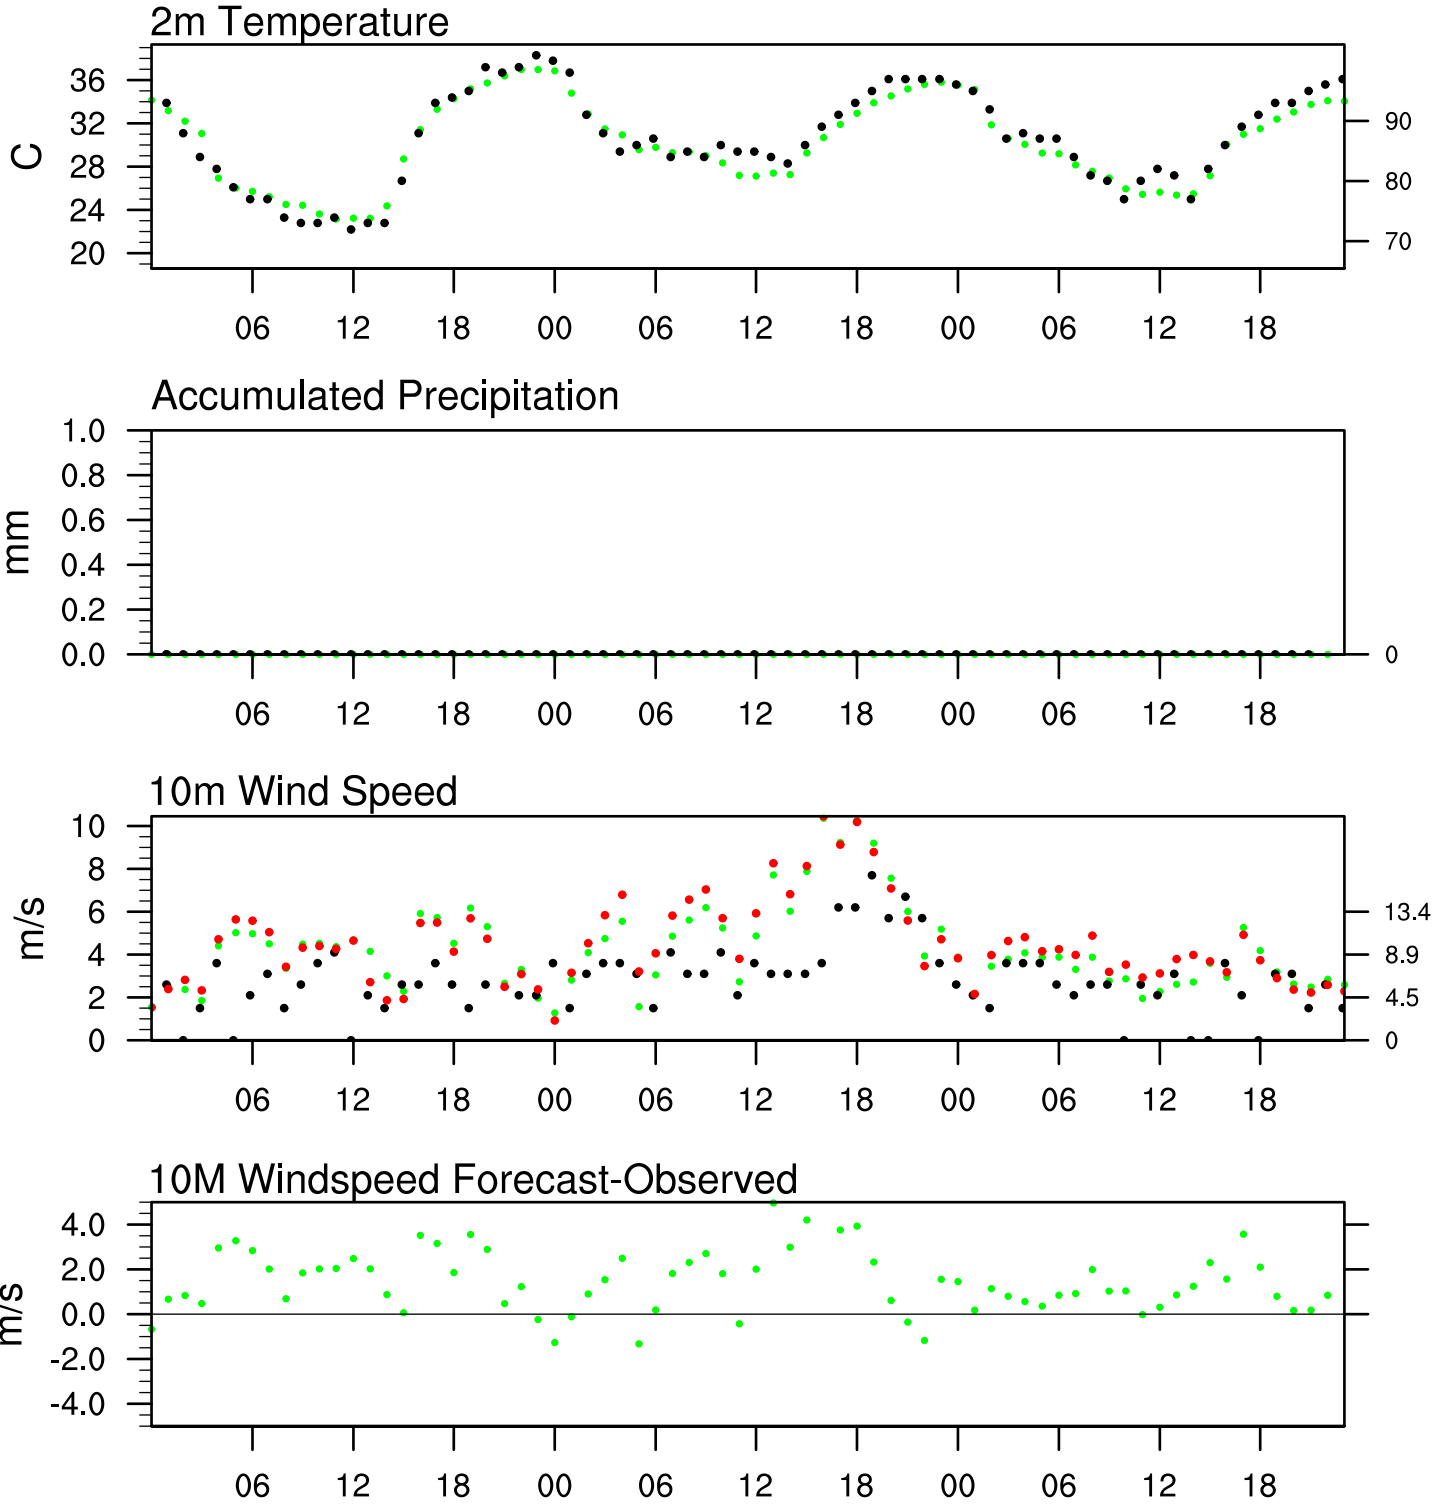 2m Temperature
C
36
32
28
24
20
90
80
70
06 12 18 00 06 12 18 00 06 12 18
Accumulated Precipitation
mm
1.0
0.8
0.6
0.4
0.2
0.0
0
06 12 18 00 06 12 18 00 06 12 18
10m Wind Speed
m/s
10
8
6
4
2
0
13.4
8.9
4.5
0
06 12 18 00 06 12 18 00 06 12 18
10M Windspeed Forecast-Observed
m/s
4.0
2.0
0.0
-2.0
-4.0
06 12 18 00 06 12 18 00 06 12 18